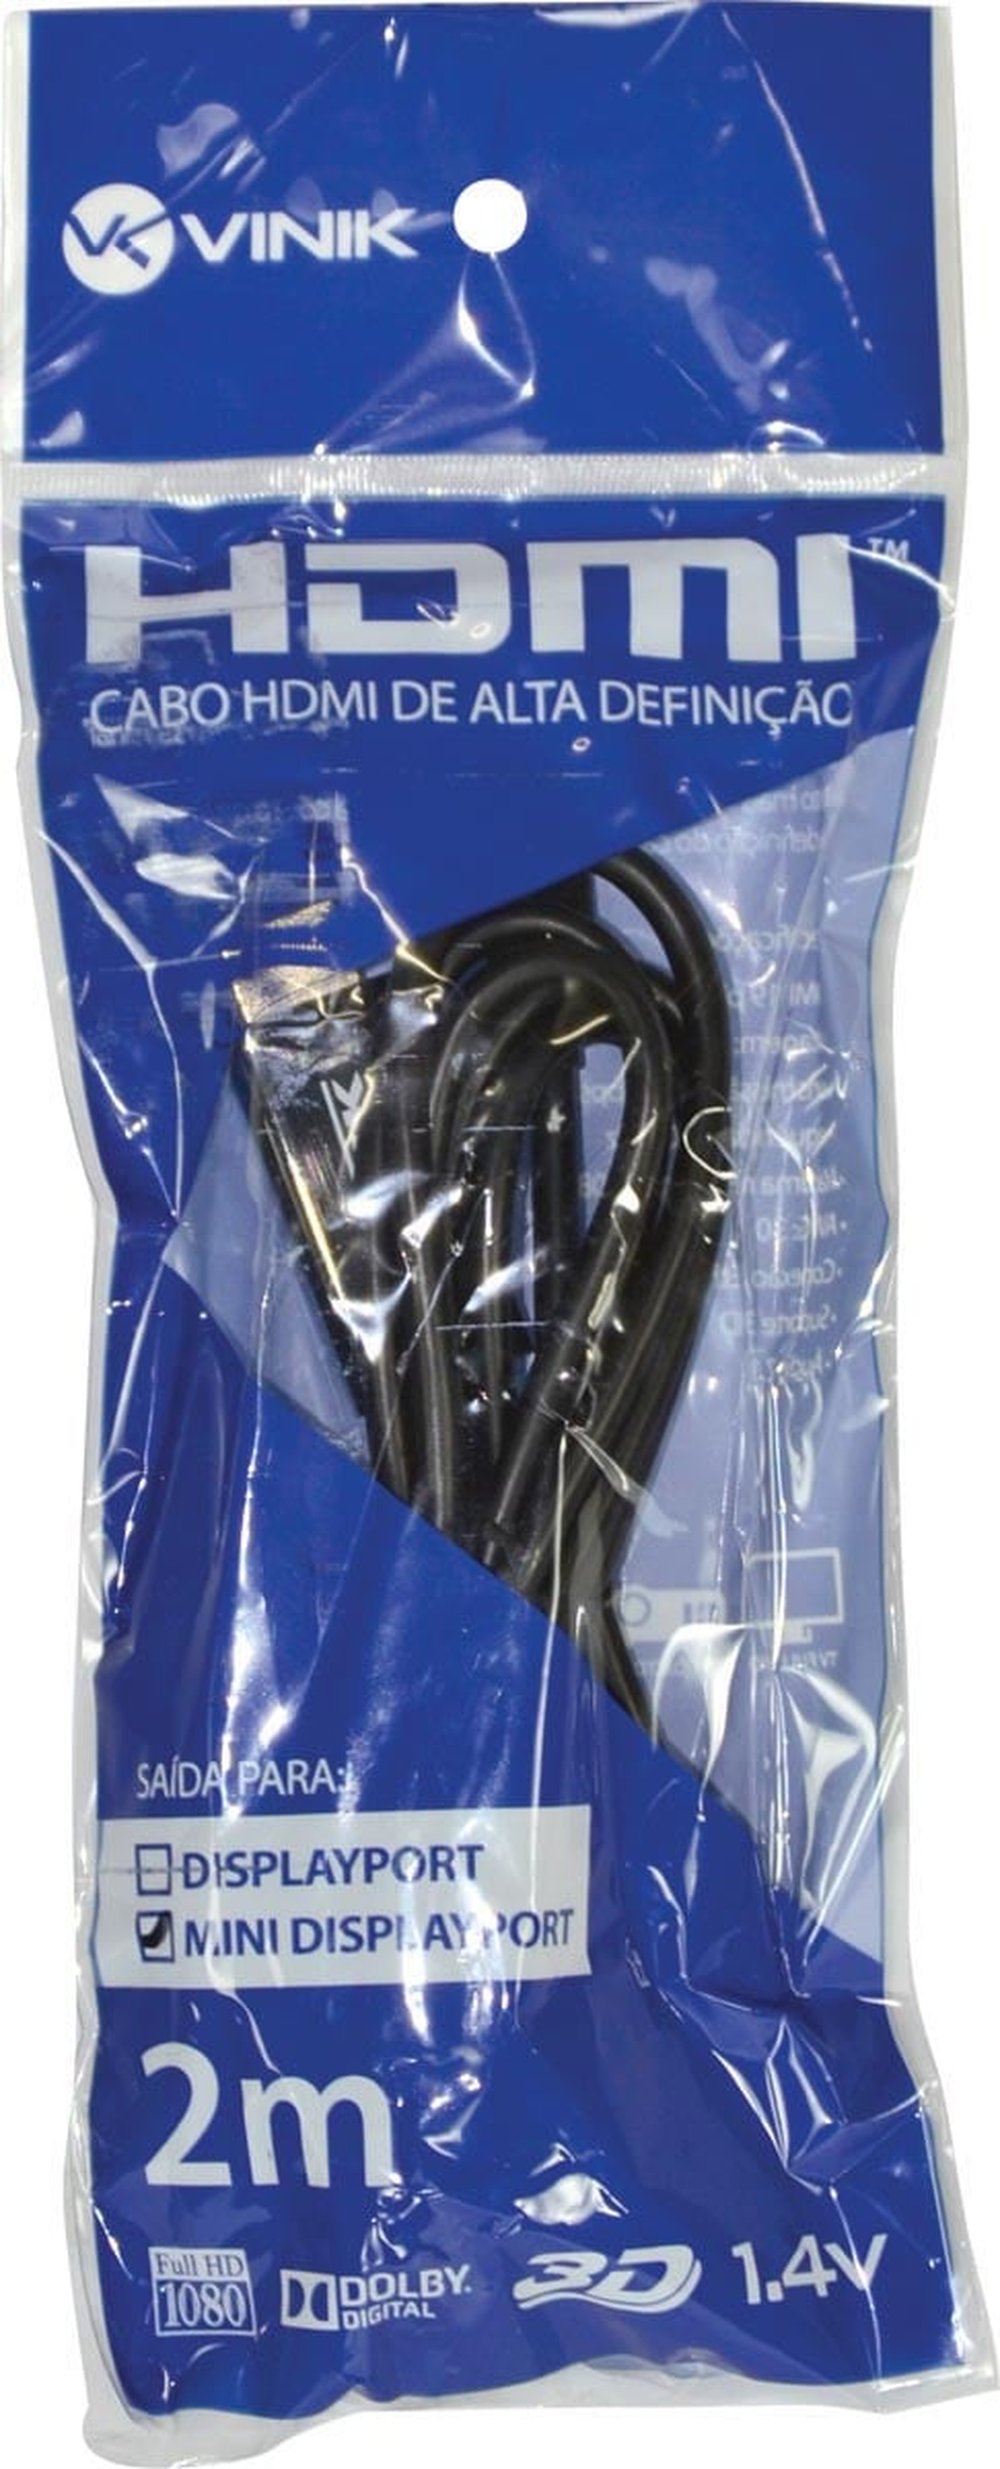 VINIK
HDMI™
CABO HDMI DE ALTA DEFINIÇÃO
SAÍDA PARA:
DISPLAYPORT
MINI DISPLAYPORT
2m
Full HD
1080
DOLBY
DIGITAL
3D
1.4V